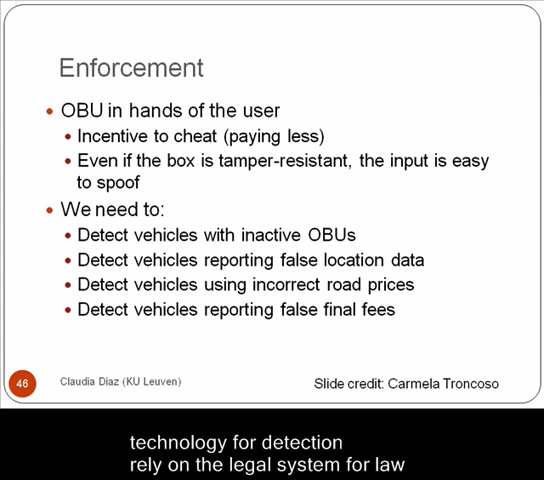 Enforcement
• OBU in hands of the user
• Incentive to cheat (paying less)
• Even if the box is tamper-resistant, the input is easy
to spoof
• We need to:
• Detect vehicles with inactive OBUs
• Detect vehicles reporting false location data
• Detect vehicles using incorrect road prices
• Detect vehicles reporting false final fees
46
Claudia Diaz (KU Leuven)
Slide credit: Carmela Troncoso
technology for detection
rely on the legal system for law